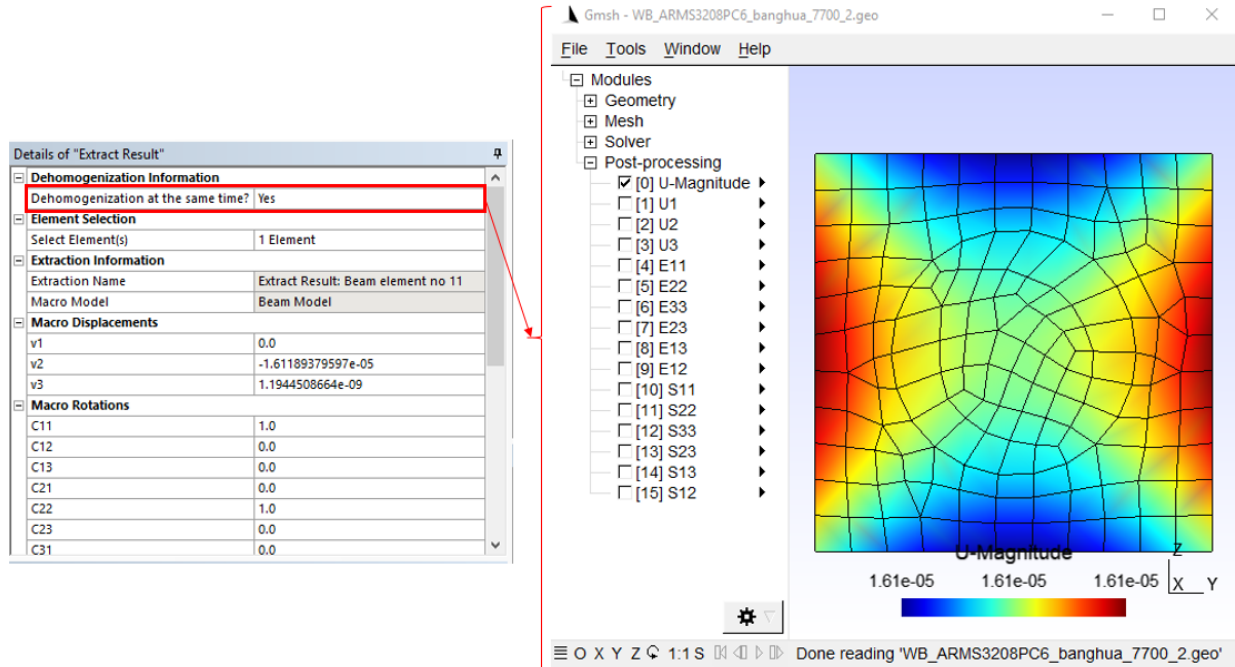 Details of "Extract Result"
Dehomogenization Information
Dehomogenization at the same time? Yes
Element Selection
Select Element(s) 1 Element
Extraction Information
Extraction Name Extract Result: Beam element no 11
Macro Model Beam Model
Macro Displacements
v1 0.0
v2 -1.61189379597e-05
v3 1.1944508664e-09
Macro Rotations
C11 1.0
C12 0.0
C13 0.0
C21 0.0
C22 1.0
C23 0.0
C31 0.0
Gmsh - WB_ARMS3208PC6_banghua_7700_2.geo
File Tools Window Help
Modules
Geometry
Mesh
Solver
Post-processing
[0] U-Magnitude
[1] U1
[2] U2
[3] U3
[4] E11
[5] E22
[6] E33
[7] E23
[8] E13
[9] E12
[10] S11
[11] S22
[12] S33
[13] S23
[14] S13
[15] S12
U-Magnitude
1.61e-05 1.61e-05 1.61e-05
Z
X Y
O X Y Z 1:1 S Done reading 'WB_ARMS3208PC6_banghua_7700_2.geo'